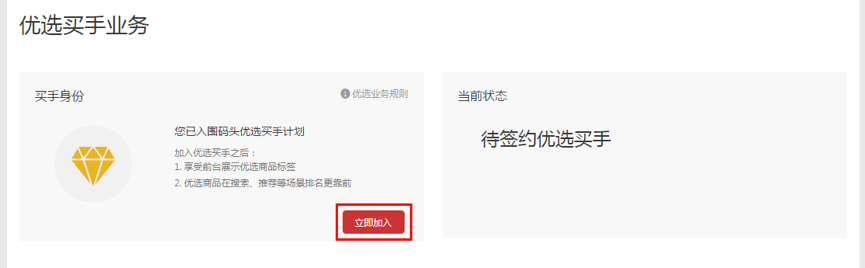 优选买手业务
买手身份
优选业务规则
您已入围码头优选买手计划
加入优选买手之后：
1. 享受前台展示优选商品标签
2. 优选商品在搜索、推荐等场景排名更靠前
立即加入
当前状态
待签约优选买手